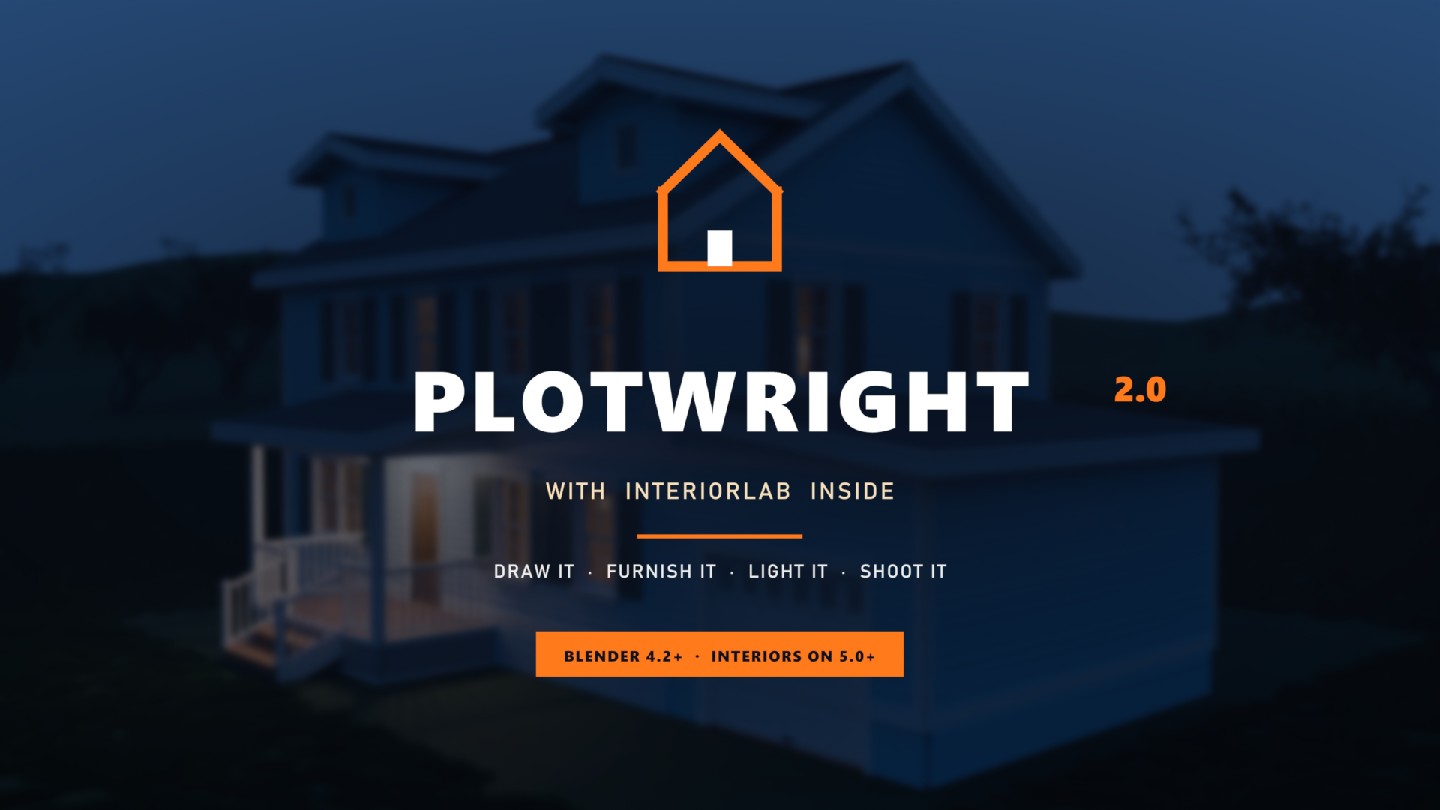 PLOTWRIGHT 2.0
WITH INTERIORLAB INSIDE
DRAW IT · FURNISH IT · LIGHT IT · SHOOT IT
BLENDER 4.2+ · INTERIORS ON 5.0+